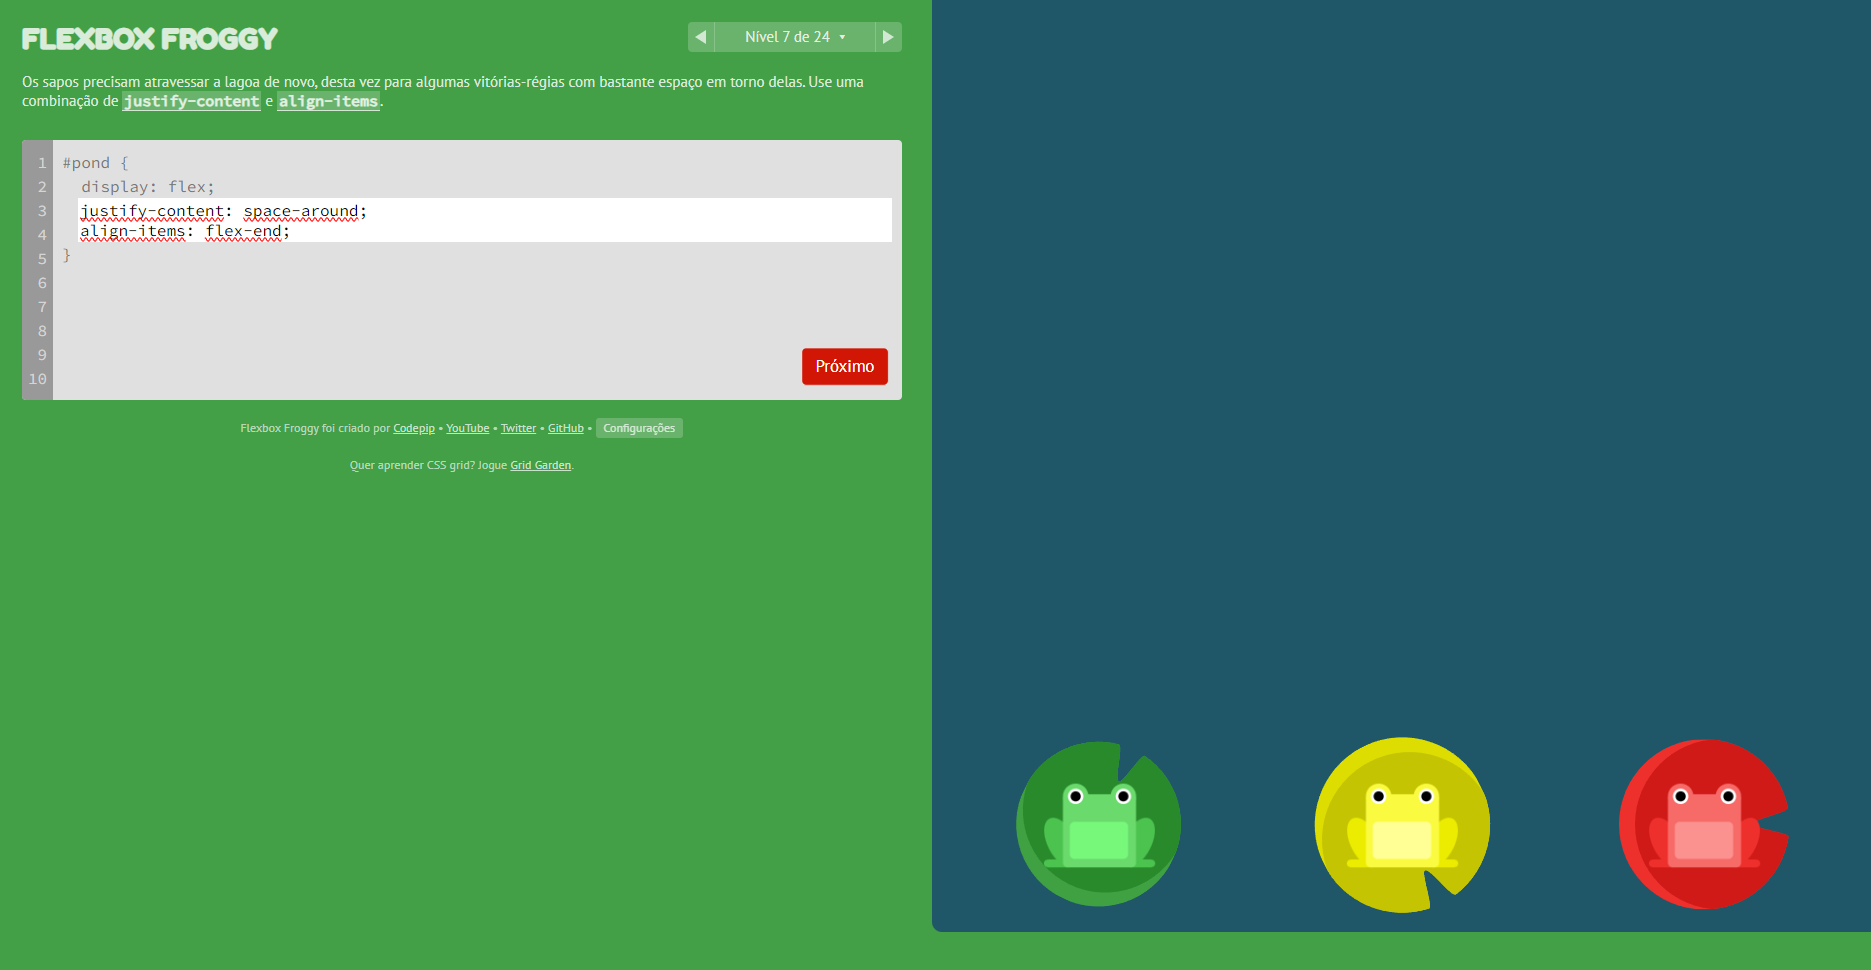 FLEXBOX FROGGY
Nível 7 de 24
Os sapos precisam atravessar a lagoa de novo, desta vez para algumas vitórias-régias com bastante espaço em torno delas. Use uma
combinação de justify-content e align-items.
1 #pond {
2 display: flex;
3 justify-content: space-around;
4 align-items: flex-end;
5 }
6
7
8
9
10
Próximo
Flexbox Froggy foi criado por Codepip • YouTube • Twitter • GitHub • Configurações
Quer aprender CSS grid? Jogue Grid Garden.